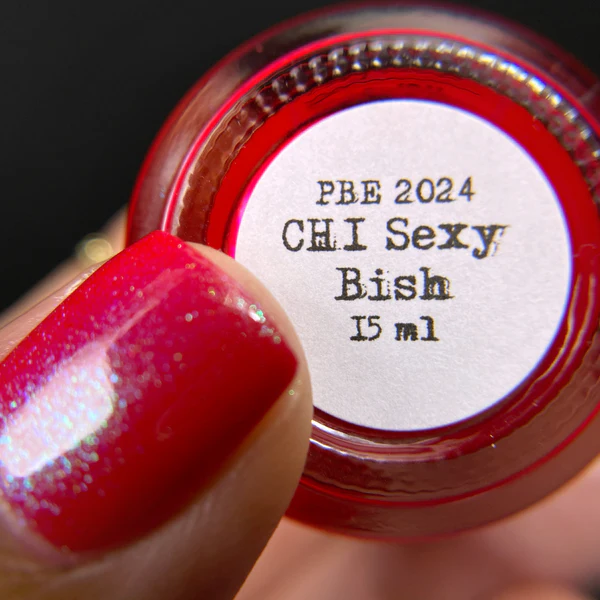 PBE 2024
CHI Sexy
Bish
15 ml